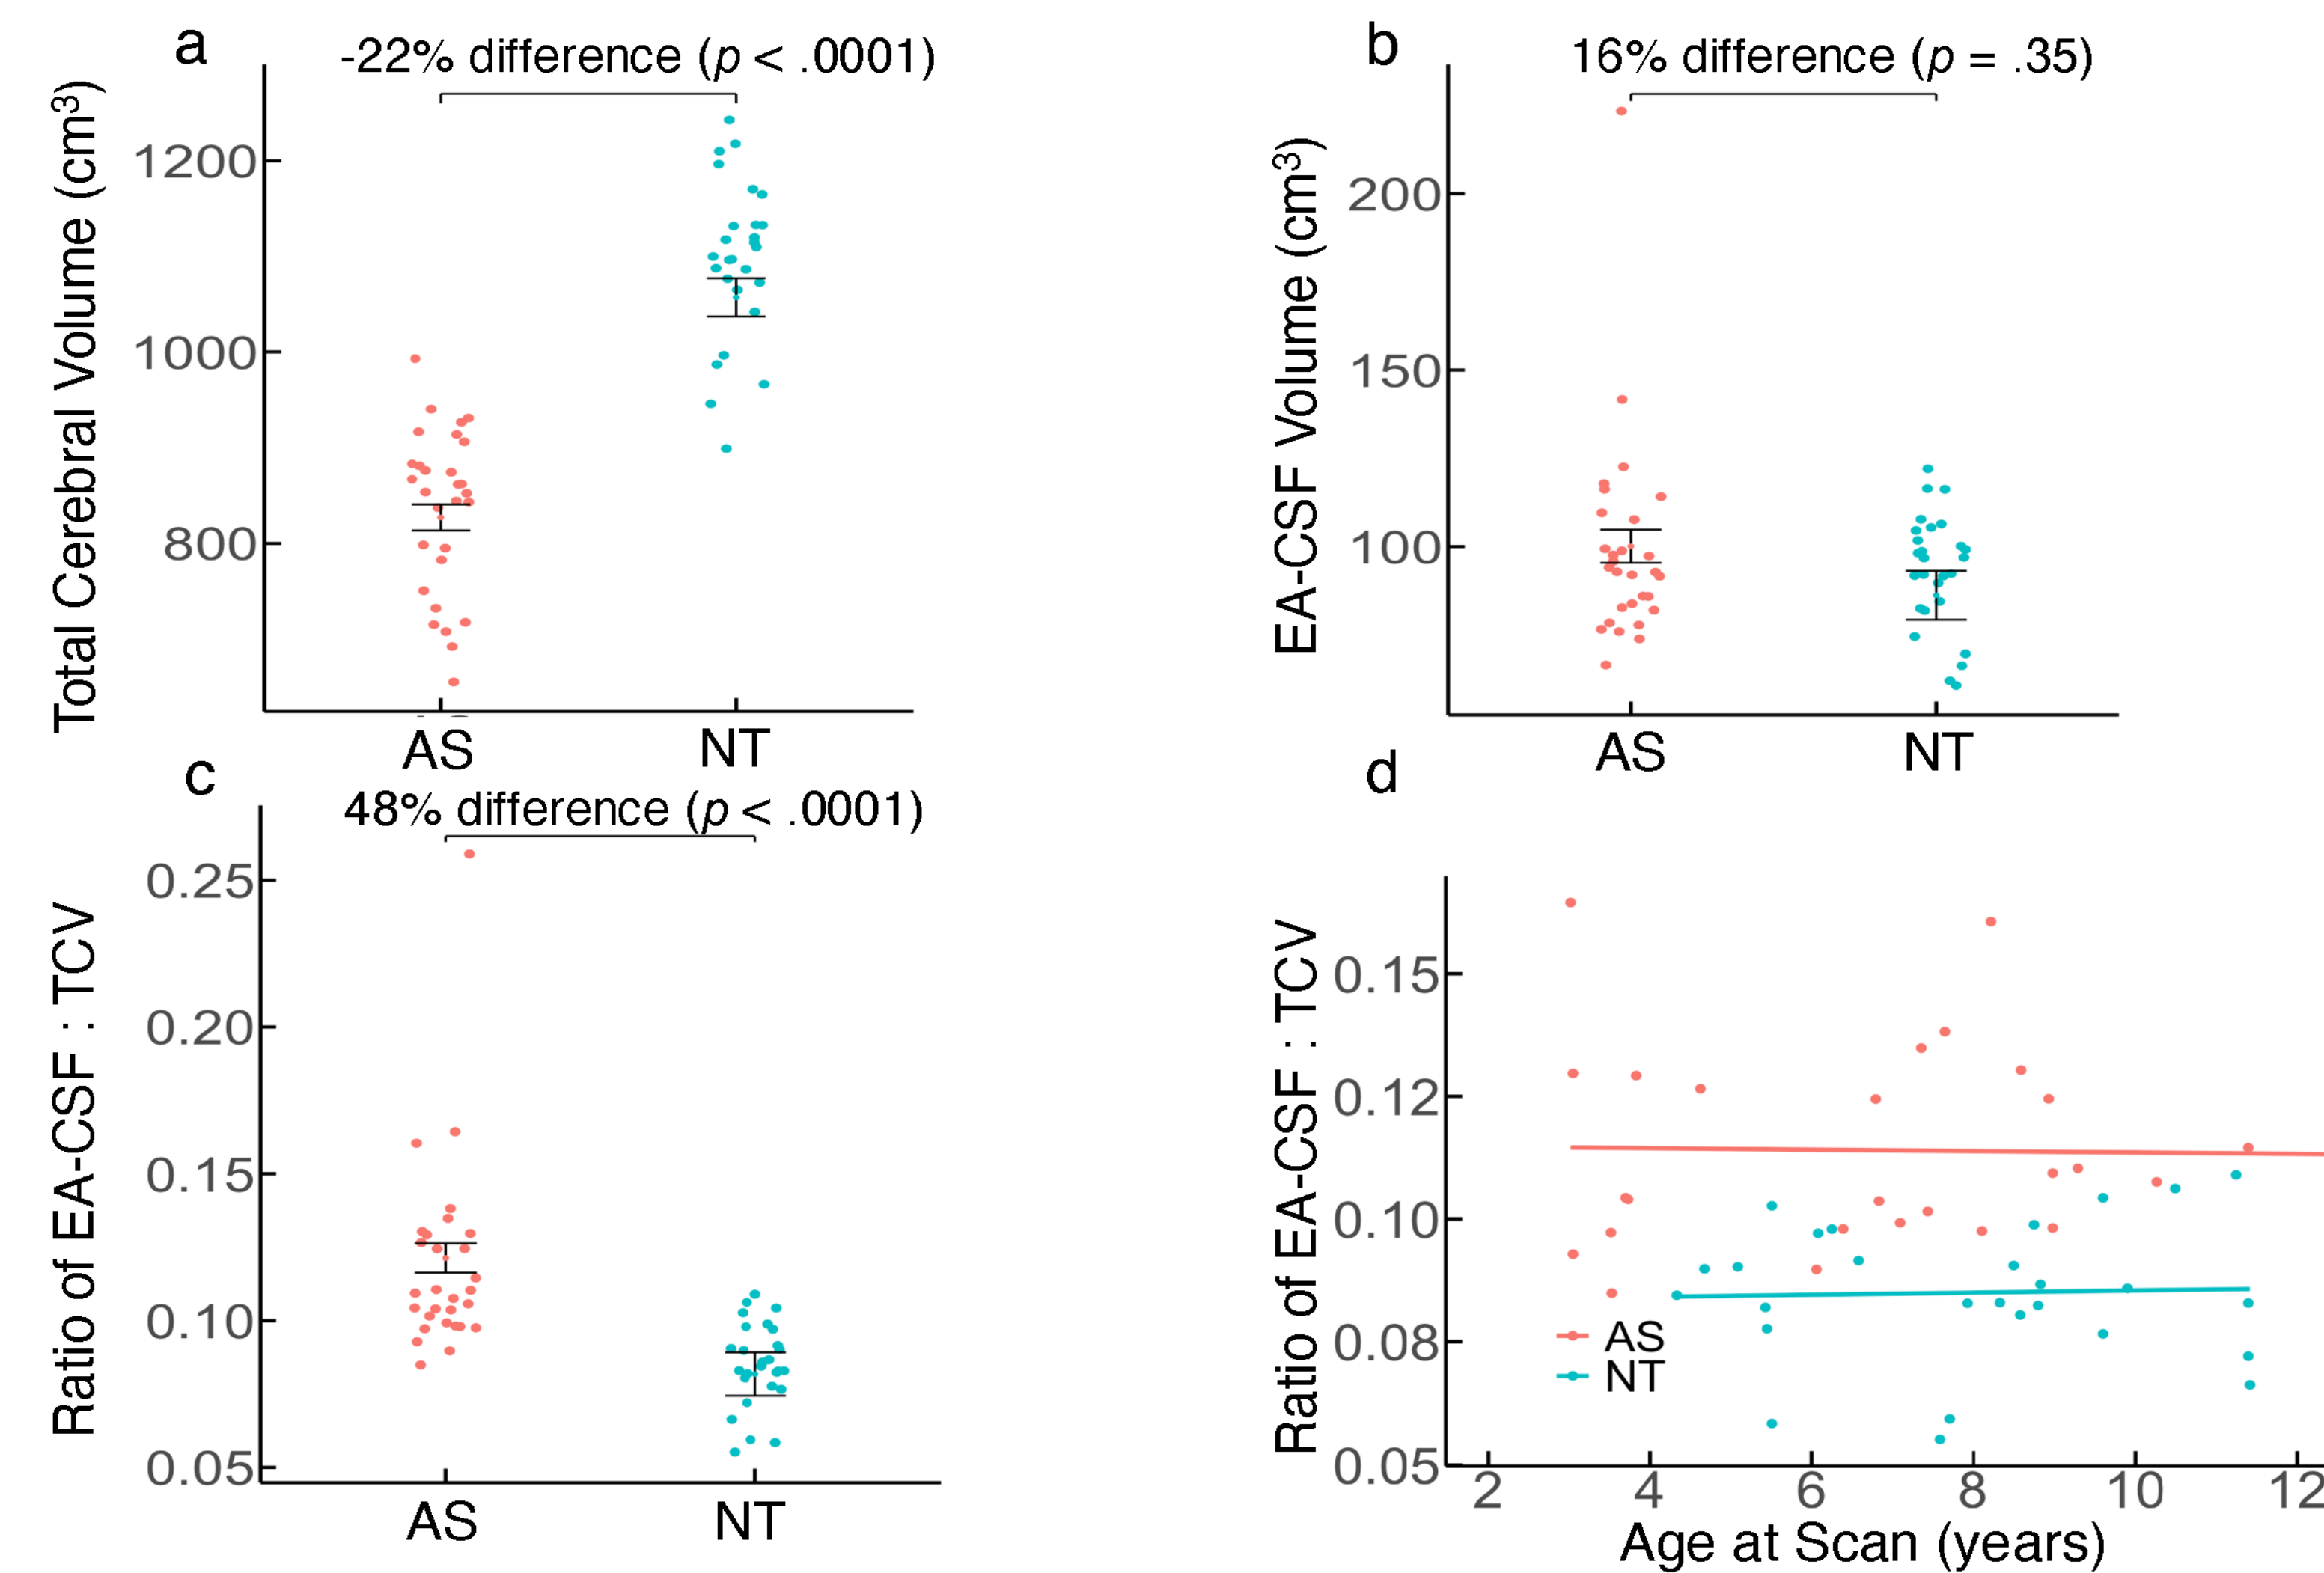 a
-22% difference (p < .0001)
Total Cerebral Volume (cm³)
1200
1000
800
AS
NT
b
16% difference (p = .35)
EA-CSF Volume (cm³)
200
150
100
AS
NT
c
48% difference (p < .0001)
Ratio of EA-CSF : TCV
0.25
0.20
0.15
0.10
0.05
AS
NT
d
Ratio of EA-CSF : TCV
0.15
0.12
0.10
0.08
0.05
AS
NT
2 4 6 8 10 12
Age at Scan (years)